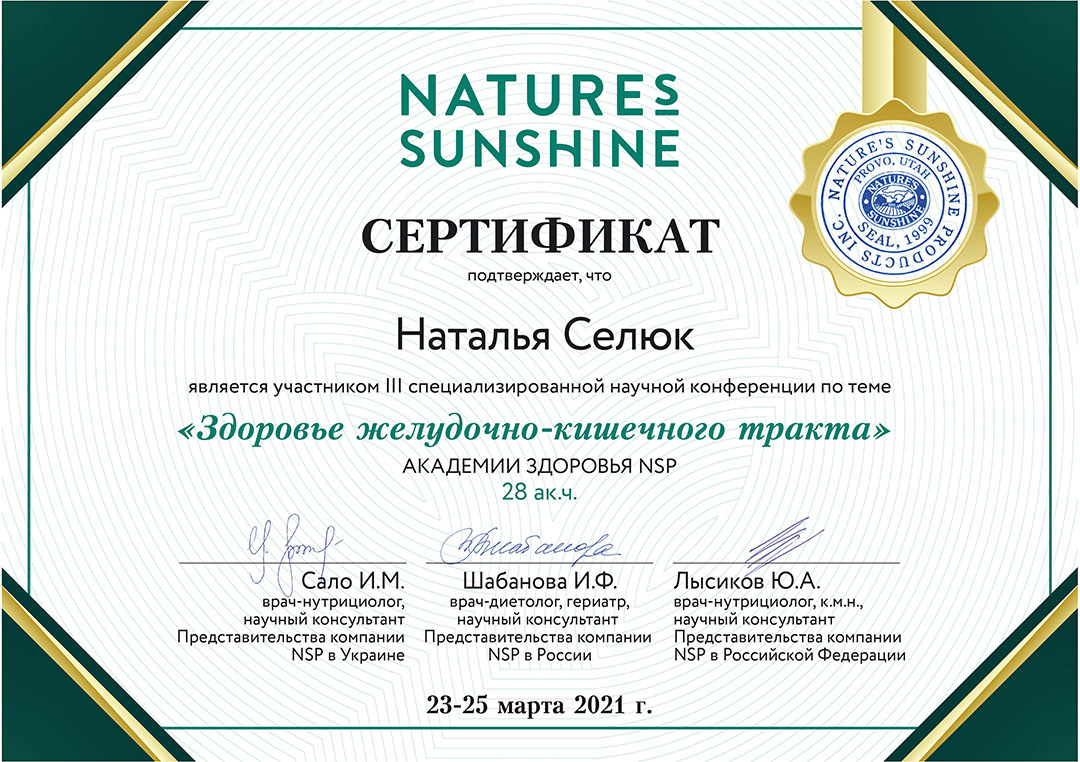 NATURES
SUNSHINE
NATURE'S SUNSHINE PRODUCTS INC.
PROVO, UTAH
NATURE'S
SUNSHINE
SEAL, 1999
СЕРТИФИКАТ
подтверждает, что
Наталья Селюк
является участником III специализированной научной конференции по теме
«Здоровье желудочно-кишечного тракта»
АКАДЕМИИ ЗДОРОВЬЯ NSP
28 ак.ч.
Сало И.М.
врач-нутрициолог,
научный консультант
Представительства компании
NSP в Украине
Шабанова И.Ф.
врач-диетолог, гериатр,
научный консультант
Представительства компании
NSP в России
Лысиков Ю.А.
врач-нутрициолог, к.м.н.,
научный консультант
Представительства компании
NSP в Российской Федерации
23-25 марта 2021 г.